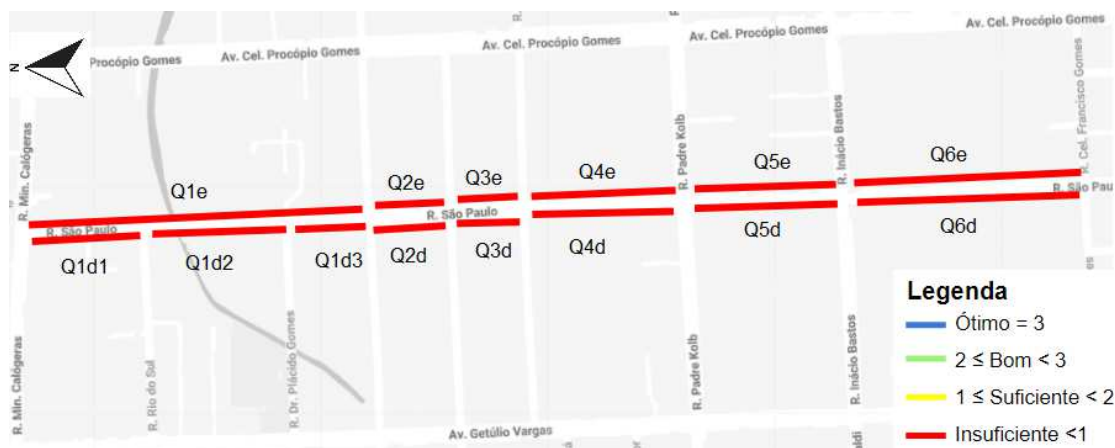 Av. Cel. Procópio Gomes
Av. Cel. Procópio Gomes
Av. Cel. Procópio Gomes
Av. Cel. Procópio Gomes
Procópio Gomes
N
R.
R. Min. Calógeras
R. Padre Kolb
R. Inácio Bastos
R. Cel. Francisco Gomes
Q1e
Q2e
Q3e
Q4e
Q5e
Q6e
R. São Paulo
R. São Paulo
R. São Pau
Q1d1
Q1d2
Q1d3
Q2d
Q3d
Q4d
Q5d
Q6d
R. Min. Calógeras
R. Rio do Sul
R. Dr. Plácido Gomes
R. Padre Kolb
R. Inácio Bastos
Av. Getúlio Vargas
Legenda
Ótimo = 3
2 ≤ Bom < 3
1 ≤ Suficiente < 2
Insuficiente <1